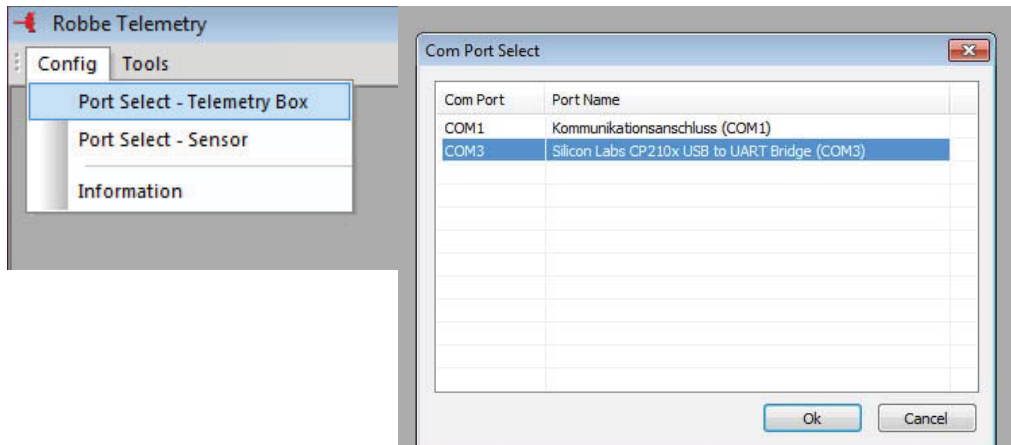 Robbe Telemetry
Config Tools
Port Select - Telemetry Box
Port Select - Sensor
Information
Com Port Select
Com Port Port Name
COM1 Kommunikationsanschluss (COM1)
COM3 Silicon Labs CP210x USB to UART Bridge (COM3)
Ok Cancel